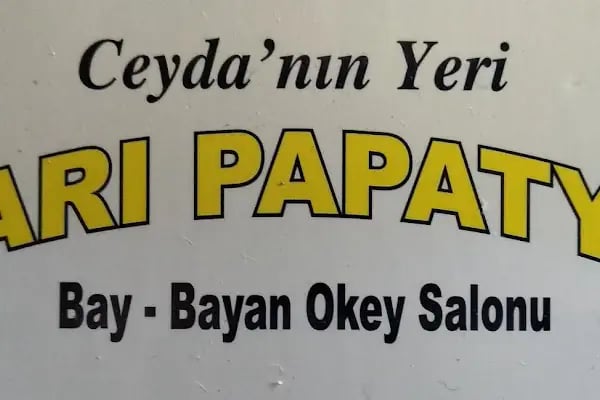 Ceyda'nın Yeri
ARI PAPATY
Bay - Bayan Okey Salonu